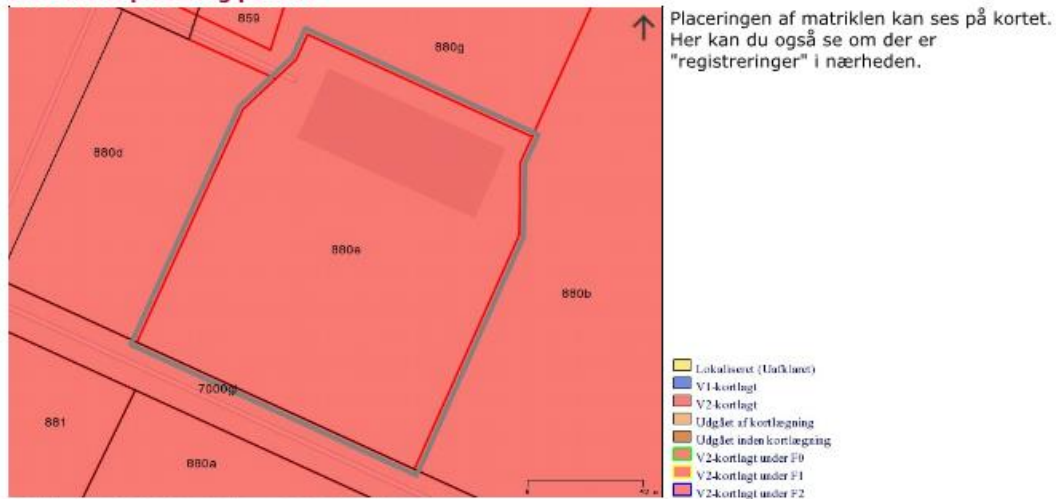 Placeringen af matriklen kan ses på kortet.
Her kan du også se om der er
"registreringer" i nærheden.
859
880g
880d
880e
880b
881
880a
Lokaliseret (Uafklaret)
V1-kortlagt
V2-kortlagt
Udgået af kortlægning
Udgået inden kortlægning
V2-kortlagt under F0
V2-kortlagt under F1
V2-kortlagt under F2